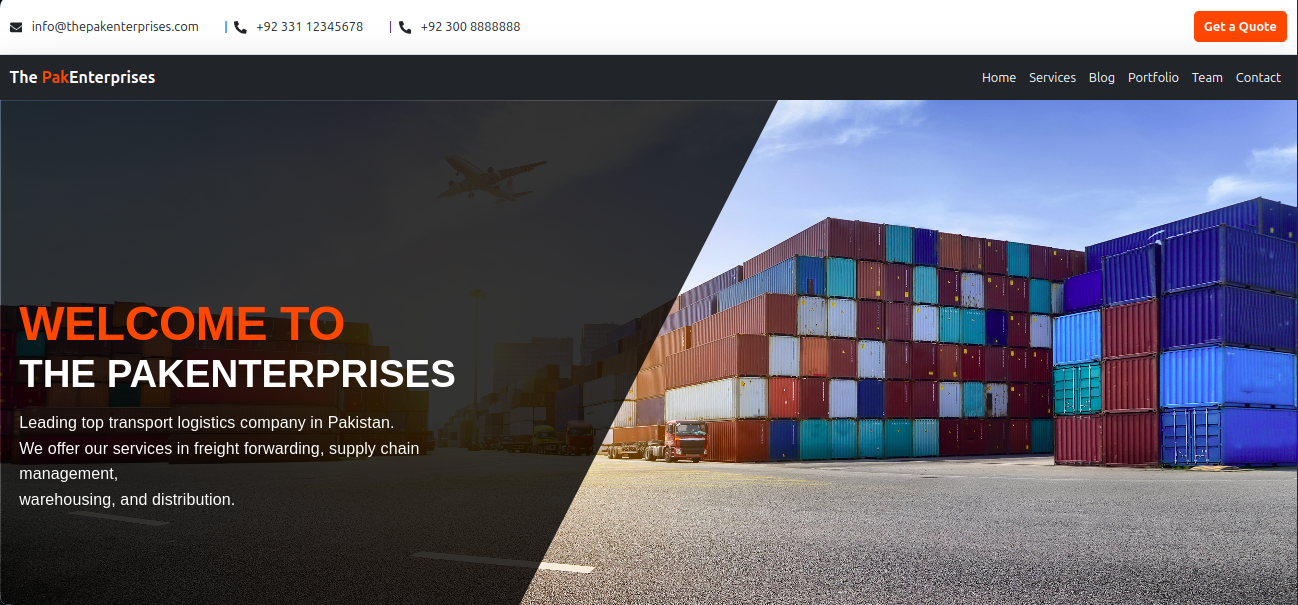 info@thepakenterprises.com | +92 331 12345678 | +92 300 8888888 Get a Quote
The PakEnterprises Home Services Blog Portfolio Team Contact
WELCOME TO
THE PAKENTERPRISES
Leading top transport logistics company in Pakistan.
We offer our services in freight forwarding, supply chain
management,
warehousing, and distribution.